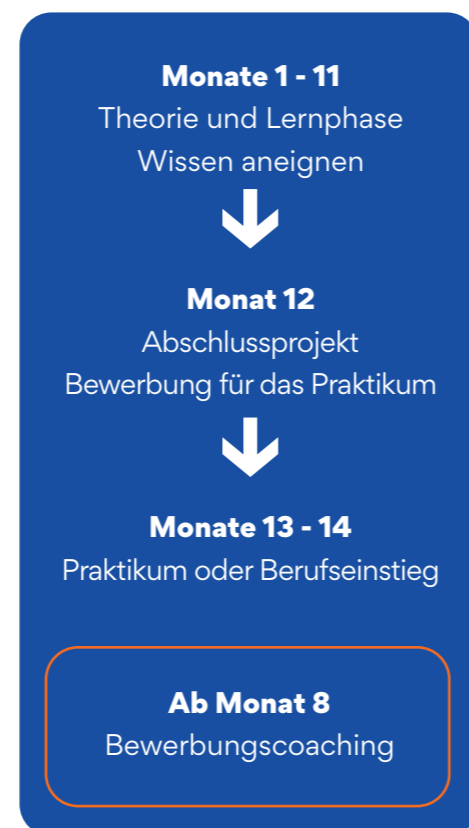 Monate 1 - 11
Theorie und Lernphase
Wissen aneignen
Monat 12
Abschlussprojekt
Bewerbung für das Praktikum
Monate 13 - 14
Praktikum oder Berufseinstieg
Ab Monat 8
Bewerbungscoaching